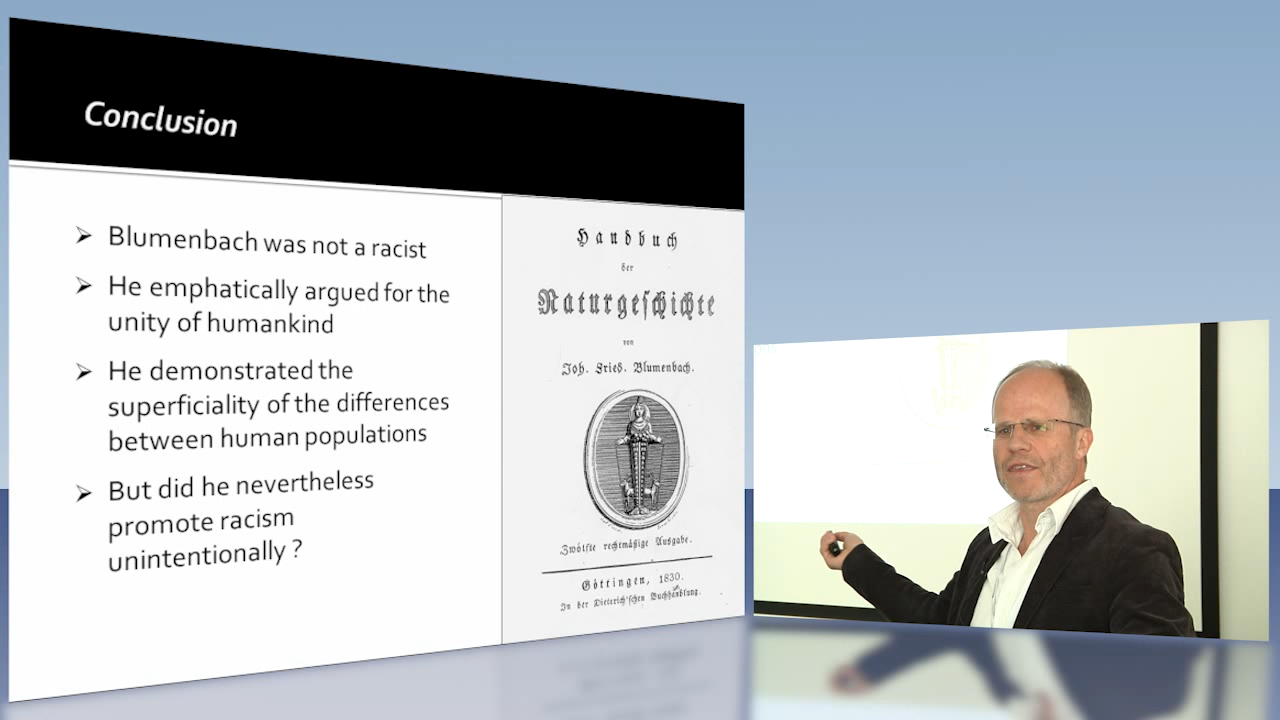 Conclusion
Blumenbach was not a racist
He emphatically argued for the
unity of humankind
He demonstrated the
superficiality of the differences
between human populations
But did he nevertheless
promote racism
unintentionally ?
Handbuch
der
Naturgeschichte
von
Joh. Fried. Blumenbach.
Zwölfte rechtmäßige Ausgabe.
Göttingen, 1830.
In der Dieterich'schen Buchhandlung.